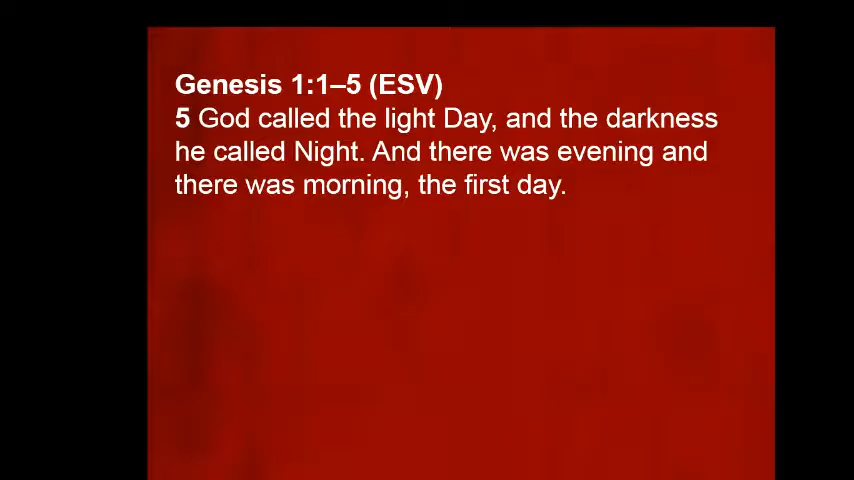 Genesis 1:1–5 (ESV)
5 God called the light Day, and the darkness
he called Night. And there was evening and
there was morning, the first day.